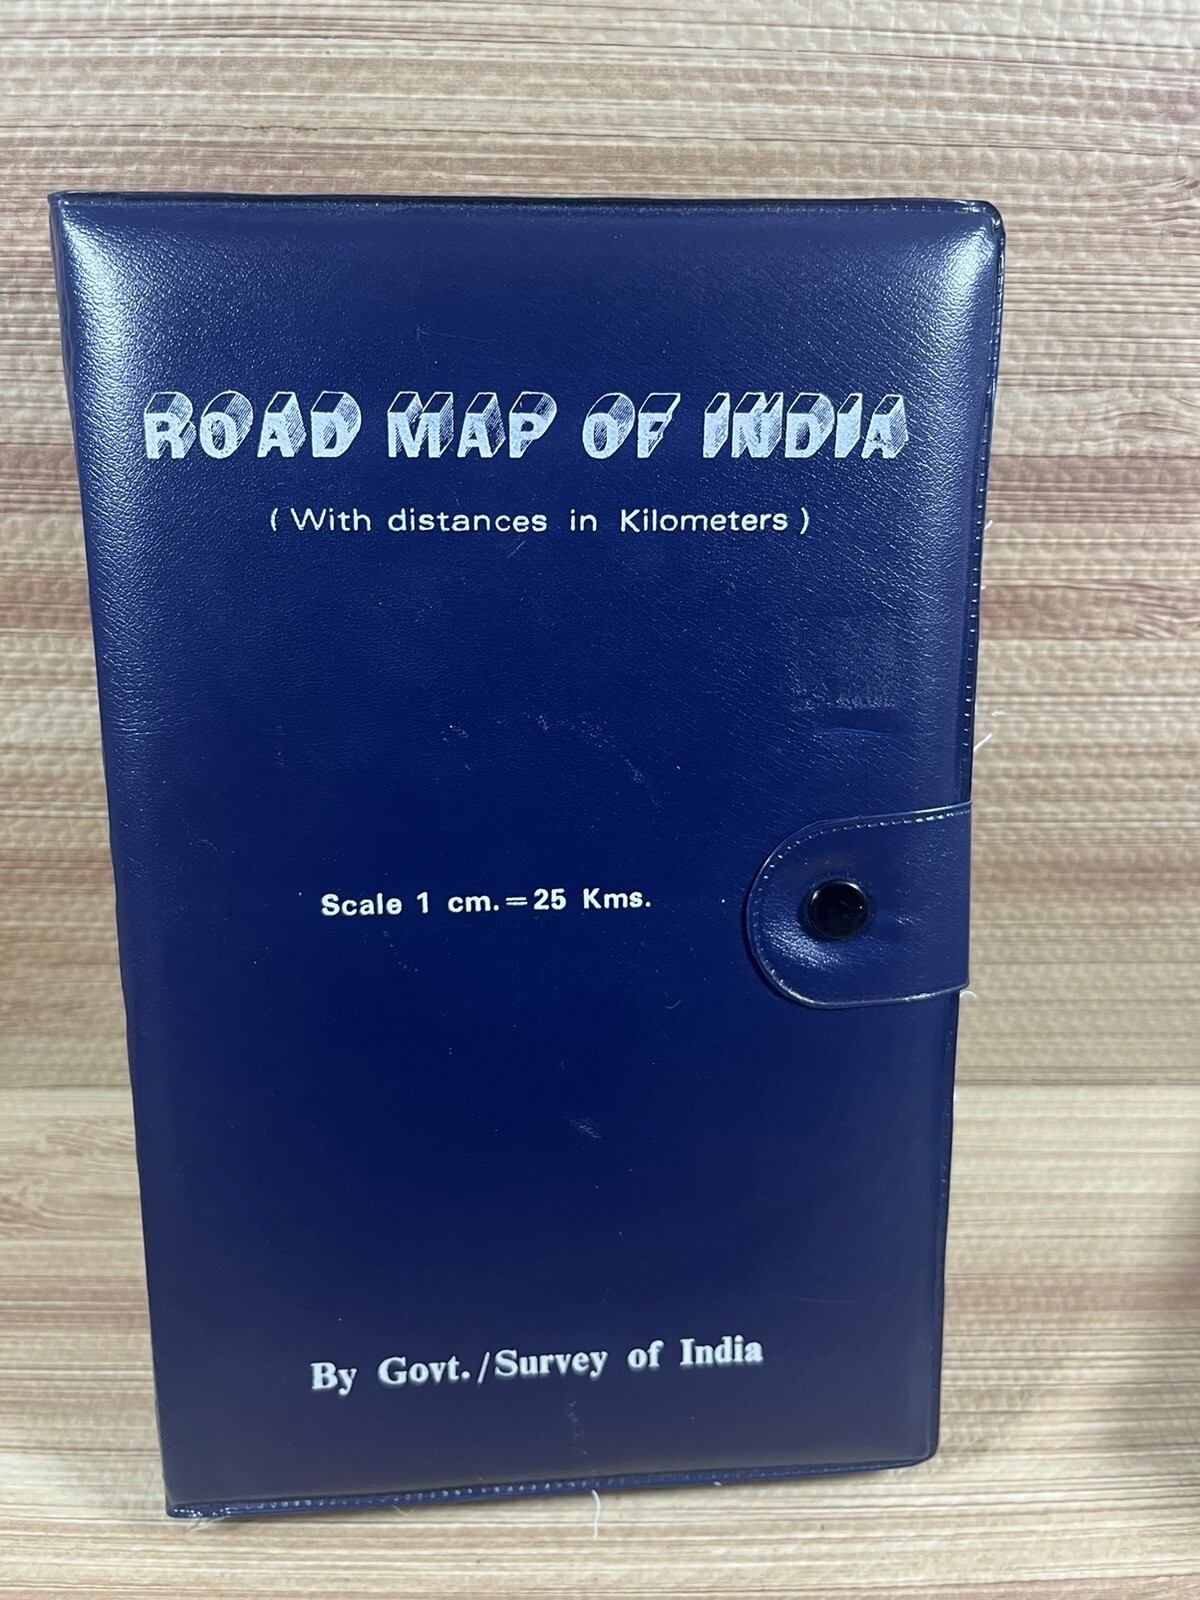 ROAD MAP OF INDIA
( With distances in Kilometers )
Scale 1 cm.=25 Kms.
By Govt./Survey of India